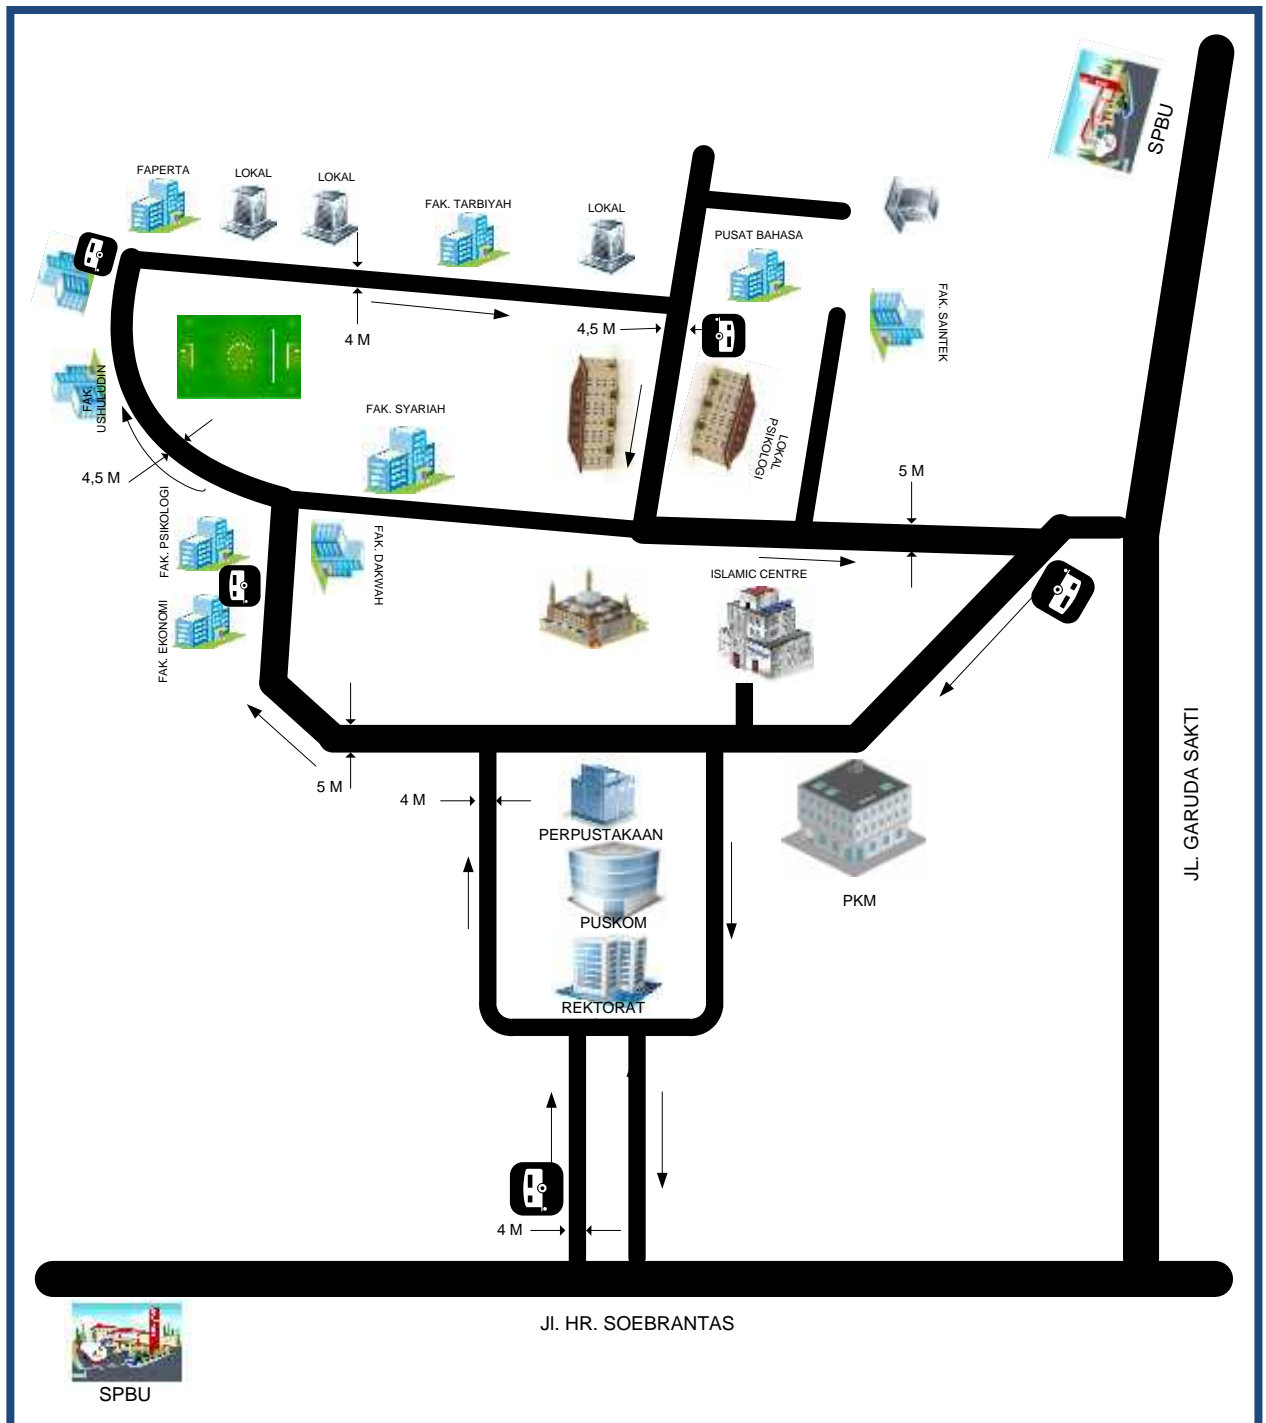 SPBU
FAPERTA
LOKAL
LOKAL
FAK. TARBIYAH
LOKAL
PUSAT BAHASA
FAK. SAINTEK
4,5 M
4 M
FAK.
USHULUDIN
FAK. SYARIAH
LOKAL
PSIKOLOGI
4,5 M
5 M
FAK. PSIKOLOGI
FAK. DAKWAH
ISLAMIC CENTRE
FAK. EKONOMI
5 M
4 M
PERPUSTAKAAN
JL. GARUDA SAKTI
PKM
PUSKOM
REKTORAT
4 M
Jl. HR. SOEBRANTAS
SPBU